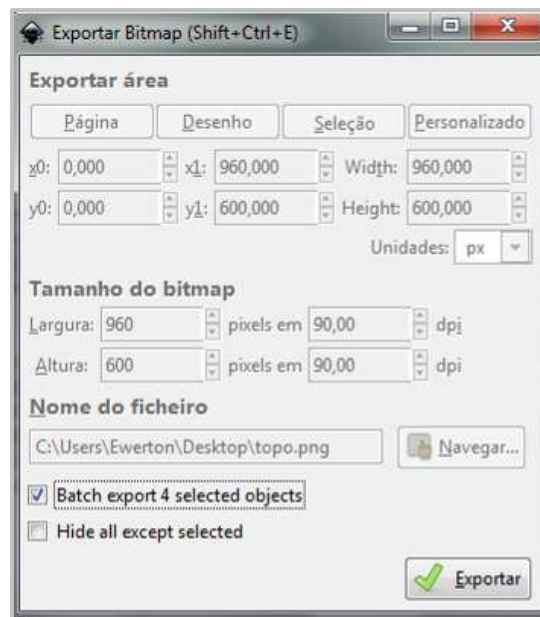 Exportar Bitmap (Shift+Ctrl+E)
Exportar área
Página Desenho Seleção Personalizado
x0: 0,000 x1: 960,000 Width: 960,000
y0: 0,000 y1: 600,000 Height: 600,000
Unidades: px
Tamanho do bitmap
Largura: 960 pixels em 90,00 dpi
Altura: 600 pixels em 90,00 dpi
Nome do ficheiro
C:\Users\Ewerton\Desktop\topo.png Navegar...
Batch export 4 selected objects
Hide all except selected
Exportar